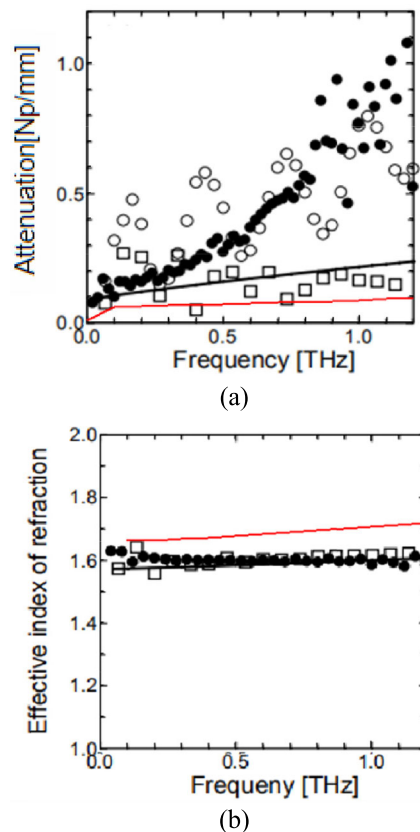 1.0
0.5
0.0
Attenuation[Np/mm]
0.0
0.5
1.0
Frequency [THz]
(a)
2.0
1.8
1.6
1.4
1.2
1.0
Effective index of refraction
0.0
0.5
1.0
Frequeny [THz]
(b)